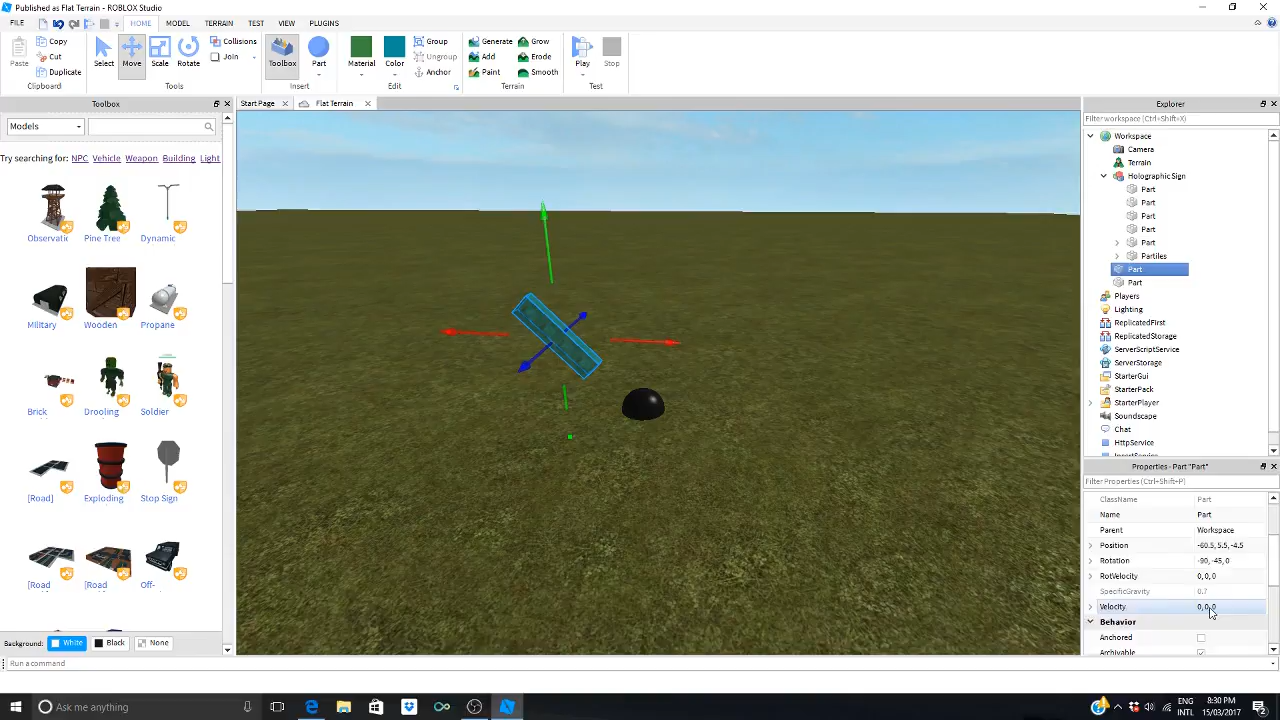 Published as Flat Terrain - ROBLOX Studio
FILE HOME MODEL TERRAIN TEST VIEW PLUGINS
Paste Copy Cut Duplicate Clipboard
Select Move Scale Rotate Collisions Join Tools
Toolbox Part Insert
Material Color Group Ungroup Anchor Edit
Generate Grow Add Erode Paint Smooth Terrain
Play Stop Test
Toolbox
Start Page Flat Terrain
Explorer
Models
Filter workspace (Ctrl+Shift+X)
Try searching for: NPC Vehicle Weapon Building Light
Observatic Pine Tree Dynamic
Military Wooden Propane
Brick Drooling Soldier
[Road] Exploding Stop Sign
[Road [Road Off-
Background: White Black None
Workspace
Camera
Terrain
Holographic Sign
Part
Part
Part
Part
Part
Partiles
Part
Part
Players
Lighting
ReplicatedFirst
ReplicatedStorage
ServerScriptService
ServerStorage
StarterGui
StarterPack
StarterPlayer
Soundscape
Chat
HttpService
Properties - Part "Part"
Filter Properties (Ctrl+Shift+P)
ClassName Part
Name Part
Parent Workspace
Position -60.5, 5.5, -4.5
Rotation -90, -45, 0
RotVelocity 0, 0, 0
SpecificGravity 0.7
Velocity 0, 0, 0
Behavior
Anchored
Archivable
Run a command
Ask me anything
ENG 8:30 PM
INTL 15/03/2017